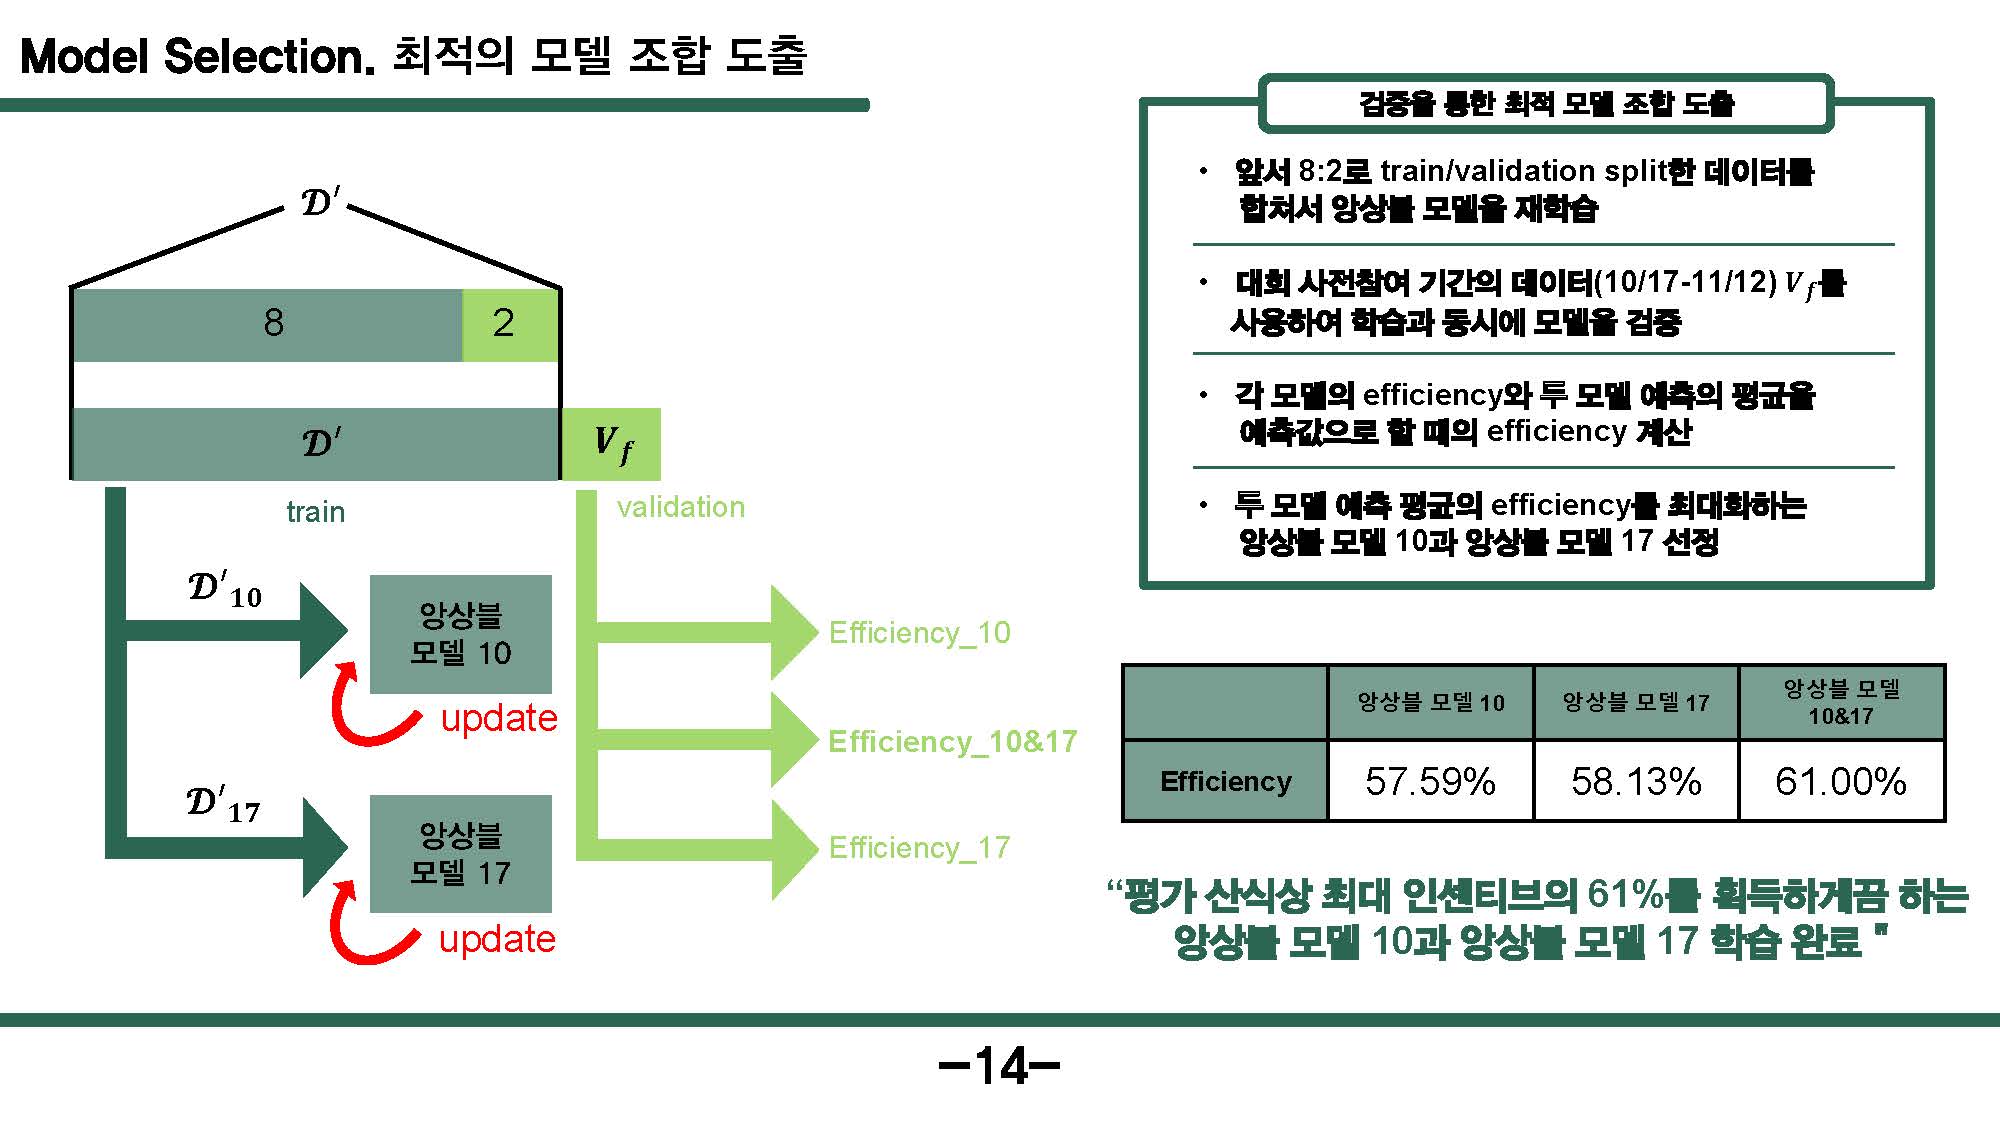 Model Selection. 최적의 모델 조합 도출
𝒟′
8
2
𝒟′
V_f
train
validation
𝒟′₁₀
앙상블
모델 10
update
𝒟′₁₇
앙상블
모델 17
update
Efficiency_10
Efficiency_10&17
Efficiency_17
검증을 통한 최적 모델 조합 도출
• 앞서 8:2로 train/validation split한 데이터를
합쳐서 앙상블 모델을 재학습
• 대회 사전참여 기간의 데이터(10/17-11/12) V_f를
사용하여 학습과 동시에 모델을 검증
• 각 모델의 efficiency와 두 모델 예측의 평균을
예측값으로 할 때의 efficiency 계산
• 두 모델 예측 평균의 efficiency를 최대화하는
앙상블 모델 10과 앙상블 모델 17 선정
앙상블 모델 10
앙상블 모델 17
앙상블 모델
10&17
Efficiency
57.59%
58.13%
61.00%
“평가 산식상 최대 인센티브의 61%를 획득하게끔 하는
앙상블 모델 10과 앙상블 모델 17 학습 완료 "
-14-